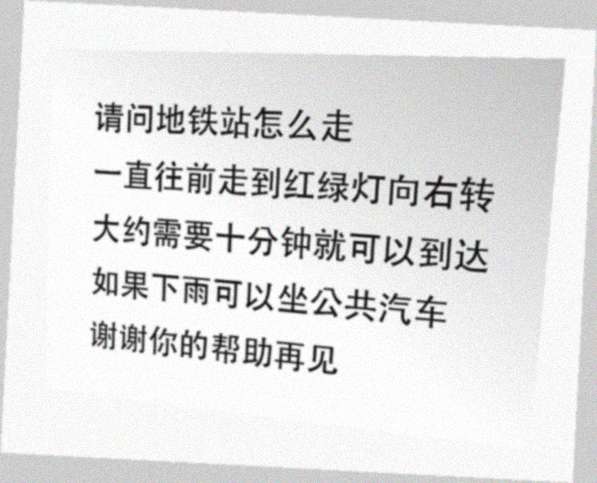 请问地铁站怎么走
一直往前走到红绿灯向右转
大约需要十分钟就可以到达
如果下雨可以坐公共汽车
谢谢你的帮助再见